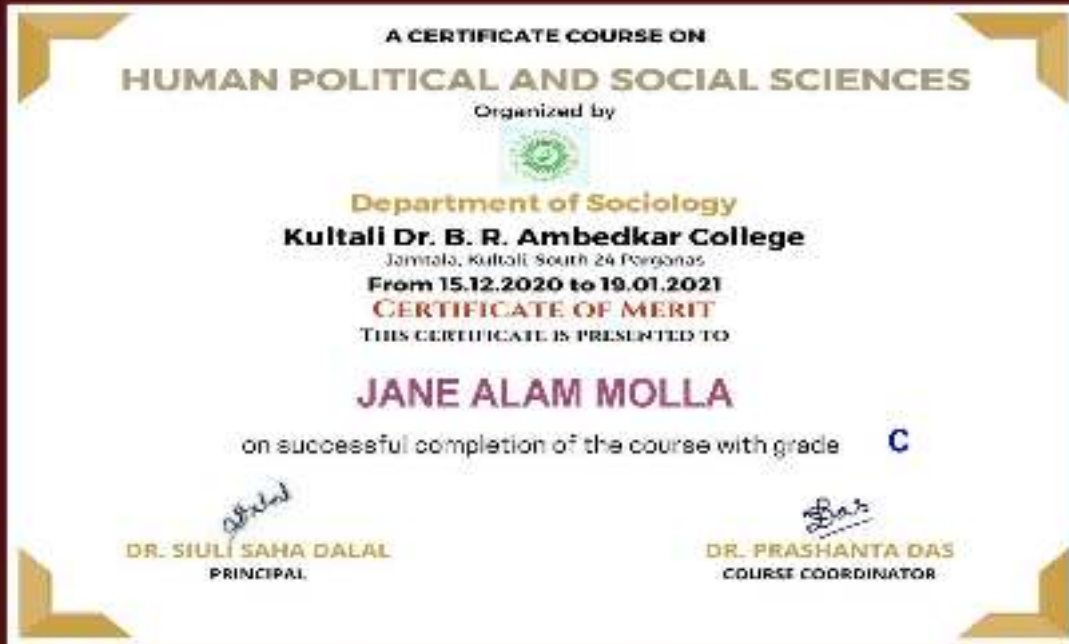 A CERTIFICATE COURSE ON
HUMAN POLITICAL AND SOCIAL SCIENCES
Organized by
Department of Sociology
Kultali Dr. B. R. Ambedkar College
Jamtala, Kultali, South 24 Parganas
From 15.12.2020 to 19.01.2021
CERTIFICATE OF MERIT
THIS CERTIFICATE IS PRESENTED TO
JANE ALAM MOLLA
on successful completion of the course with grade C
DR. SIULI SAHA DALAL
PRINCIPAL
Das
DR. PRASHANTA DAS
COURSE COORDINATOR